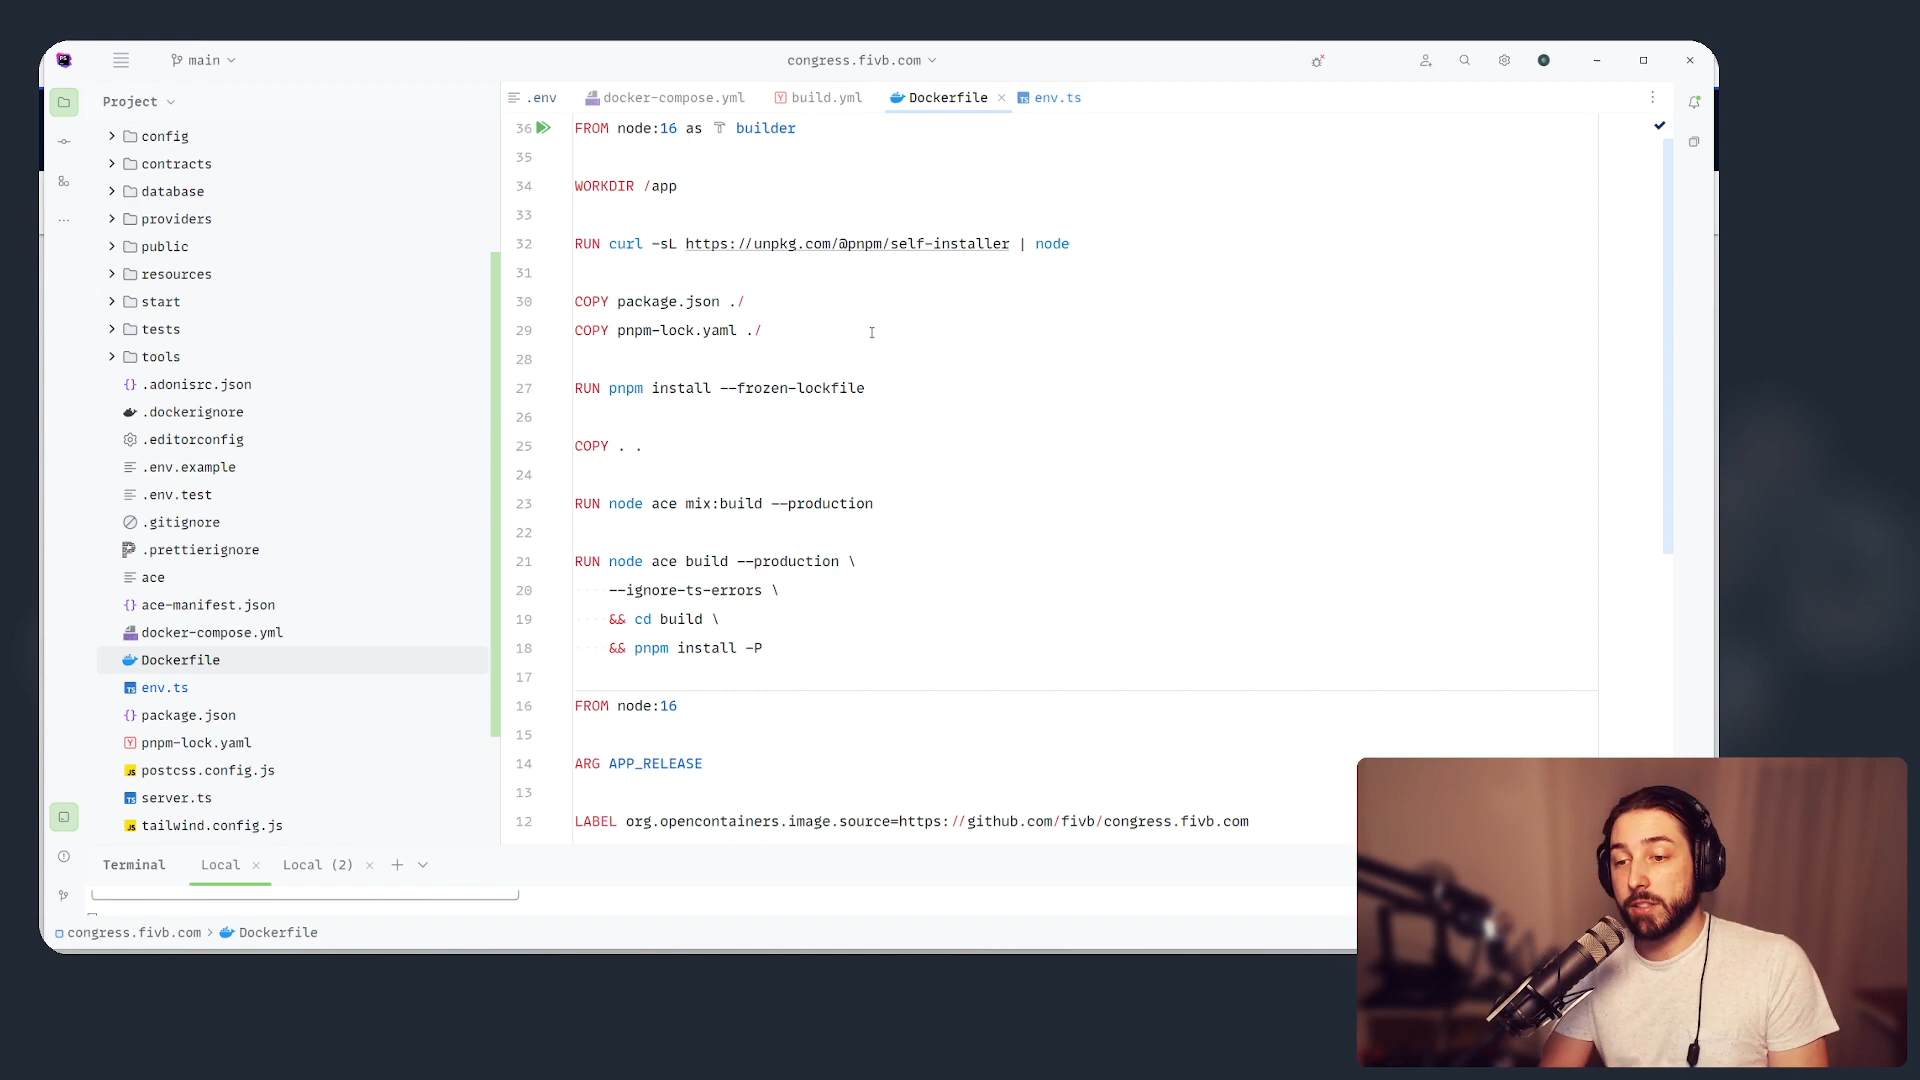 PS
main
congress.fivb.com
Project
config
contracts
database
providers
public
resources
start
tests
tools
{} .adonisrc.json
.dockerignore
.editorconfig
.env.example
.env.test
.gitignore
.prettierignore
ace
{} ace-manifest.json
docker-compose.yml
Dockerfile
TS env.ts
{} package.json
Y pnpm-lock.yaml
JS postcss.config.js
TS server.ts
JS tailwind.config.js
.env
docker-compose.yml
Y build.yml
Dockerfile
TS env.ts
36 FROM node:16 as builder
35
34 WORKDIR /app
33
32 RUN curl -sL https://unpkg.com/@pnpm/self-installer | node
31
30 COPY package.json ./
29 COPY pnpm-lock.yaml ./
28
27 RUN pnpm install --frozen-lockfile
26
25 COPY . .
24
23 RUN node ace mix:build --production
22
21 RUN node ace build --production \
20 --ignore-ts-errors \
19 && cd build \
18 && pnpm install -P
17
16 FROM node:16
15
14 ARG APP_RELEASE
13
12 LABEL org.opencontainers.image.source=https://github.com/fivb/congress.fivb.com
Terminal
Local
Local (2)
congress.fivb.com > Dockerfile